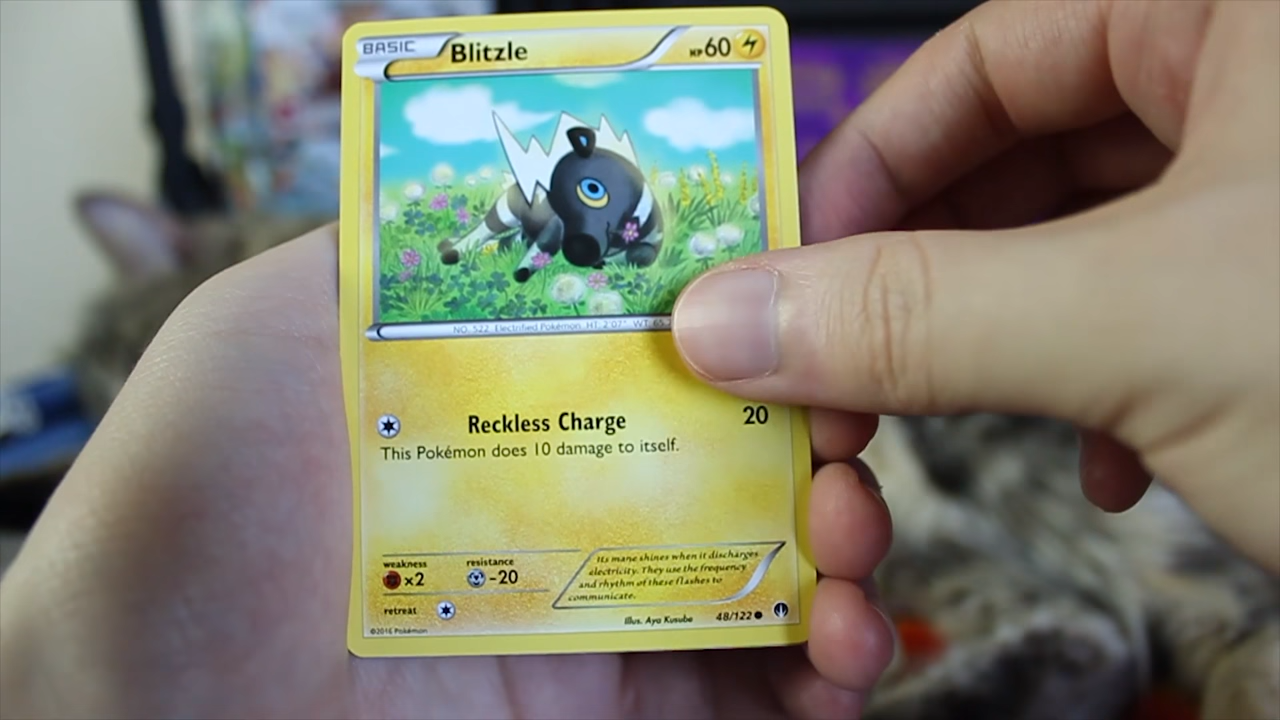 BASIC Blitzle HP60
NO. 522 Electrified Pokémon HT: 2'07" WT: 65.
Reckless Charge 20
This Pokémon does 10 damage to itself.
weakness resistance
×2 -20
retreat
Its mane shines when it discharges
electricity. They use the frequency
and rhythm of these flashes to
communicate.
Illus. Aya Kusube 48/122
©2016 Pokémon